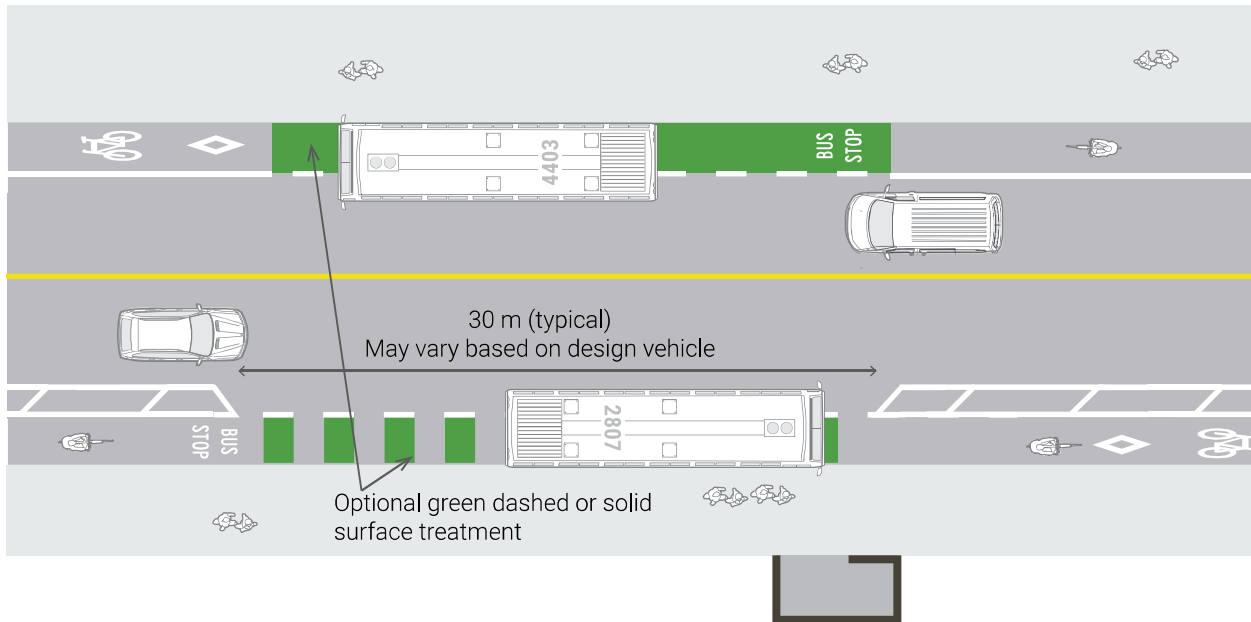 BUS
STOP
4403
30 m (typical)
May vary based on design vehicle
BUS
STOP
2807
Optional green dashed or solid
surface treatment